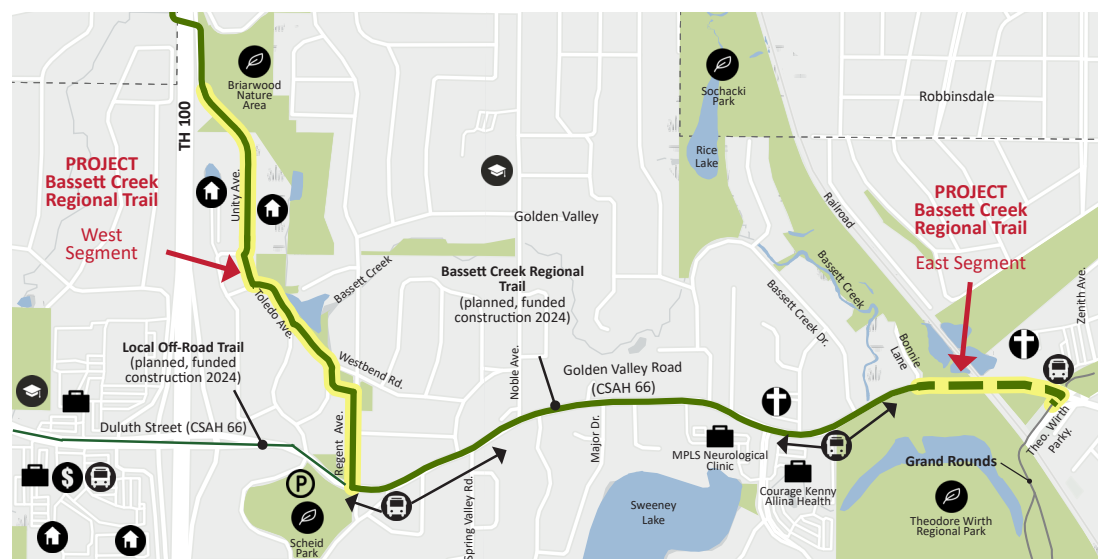 Briarwood
Nature
Area
TH 100
PROJECT
Bassett Creek
Regional Trail
West
Segment
Unity Ave.
Toledo Ave.
Bassett Creek
Westbend Rd.
Local Off-Road Trail
(planned, funded
construction 2024)
Duluth Street (CSAH 66)
Regent Ave.
P
Scheid
Park
$
Golden Valley
Bassett Creek Regional
Trail
(planned, funded
construction 2024)
Noble Ave.
Golden Valley Road
(CSAH 66)
Spring Valley Rd.
Major Dr.
Sweeney
Lake
MPLS Neurological
Clinic
Courage Kenny
Allina Health
Sochacki
Park
Rice
Lake
Robbinsdale
Railroad
Bassett Creek
Bassett Creek Dr.
Bonnie
Lane
PROJECT
Bassett Creek
Regional Trail
East Segment
Zenith Ave.
Theo. Wirth
Parky.
Grand Rounds
Theodore Wirth
Regional Park